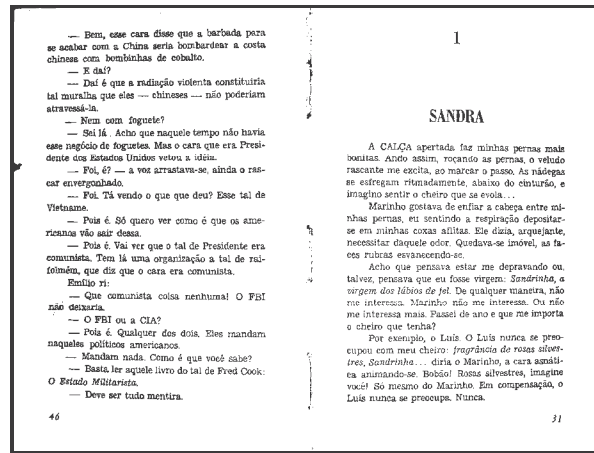 — Bem, esse cara disse que a barbada para
se acabar com a China seria bombardear a costa
chinesa com bombinhas de cobalto.
— E daí?
— Daí é que a radiação violenta constituiria
tal muralha que eles — chineses — não poderiam
atravessá-la.
— Nem com foguete?
— Sei lá. Acho que naquele tempo não havia
esse negócio de foguetes. Mas o cara que era Presi-
dente dos Estados Unidos vetou a idéia.
— Foi, é? — a voz arrastava-se, ainda o ras-
car envergonhado.
— Foi. Tá vendo o que que deu? Esse tal de
Vietname.
— Pois é. Só quero ver como é que os ame-
ricanos vão sair dessa.
— Pois é. Vai ver que o tal de Presidente era
comunista. Tem lá uma organização a tal de rai-
foimém, que diz que o cara era comunista.
Emílio ri:
— Que comunista coisa nenhuma! O FBI
não deixaria.
— O FBI ou a CIA?
— Pois é. Qualquer dos dois. Eles mandam
naqueles políticos americanos.
— Mandam nada. Como é que você sabe?
— Basta ler aquele livro do tal de Fred Cook:
O Estado Militarista.
— Deve ser tudo mentira.
46
1
SANDRA
A CALÇA apertada faz minhas pernas mais
bonitas. Ando assim, roçando as pernas, o veludo
rascante me excita, ao marcar o passo. As nádegas
se esfregam ritmadamente, abaixo do cinturão, e
imagino sentir o cheiro que se evola...
Marinho gostava de enfiar a cabeça entre mi-
nhas pernas, eu sentindo a respiração depositar-
se em minhas coxas aflitas. Ele dizia, arquejante,
necessitar daquele odor. Quedava-se imóvel, as fa-
ces rubras esvanecendo-se.
Acho que pensava estar me depravando ou,
talvez, pensava que eu fosse virgem: Sandrinha, a
virgem dos lábios de fel. De qualquer maneira, não
me interessa. Marinho não me interessa. Ou não
me interessa mais. Passei de ano e que me importa
o cheiro que tenha?
Por exemplo, o Luís. O Luís nunca se preo-
cupou com meu cheiro: fragrância de rosas silves-
tres, Sandrinha... diria o Marinho, a cara asmáti-
ca animando-se. Bobão! Rosas silvestres, imagine
você! Só mesmo do Marinho. Em compensação, o
Luís nunca se preocupa. Nunca.
31